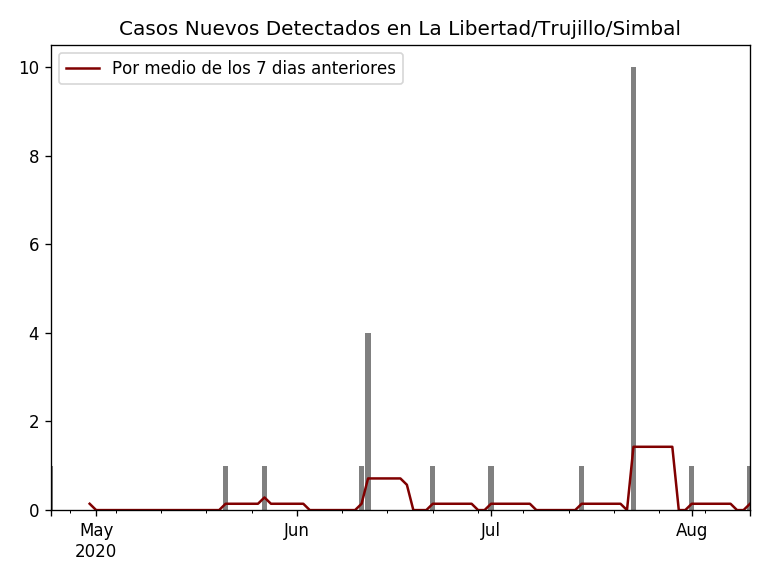 Casos Nuevos Detectados en La Libertad/Trujillo/Simbal
Por medio de los 7 dias anteriores
10
8
6
4
2
0
May
2020
Jun
Jul
Aug